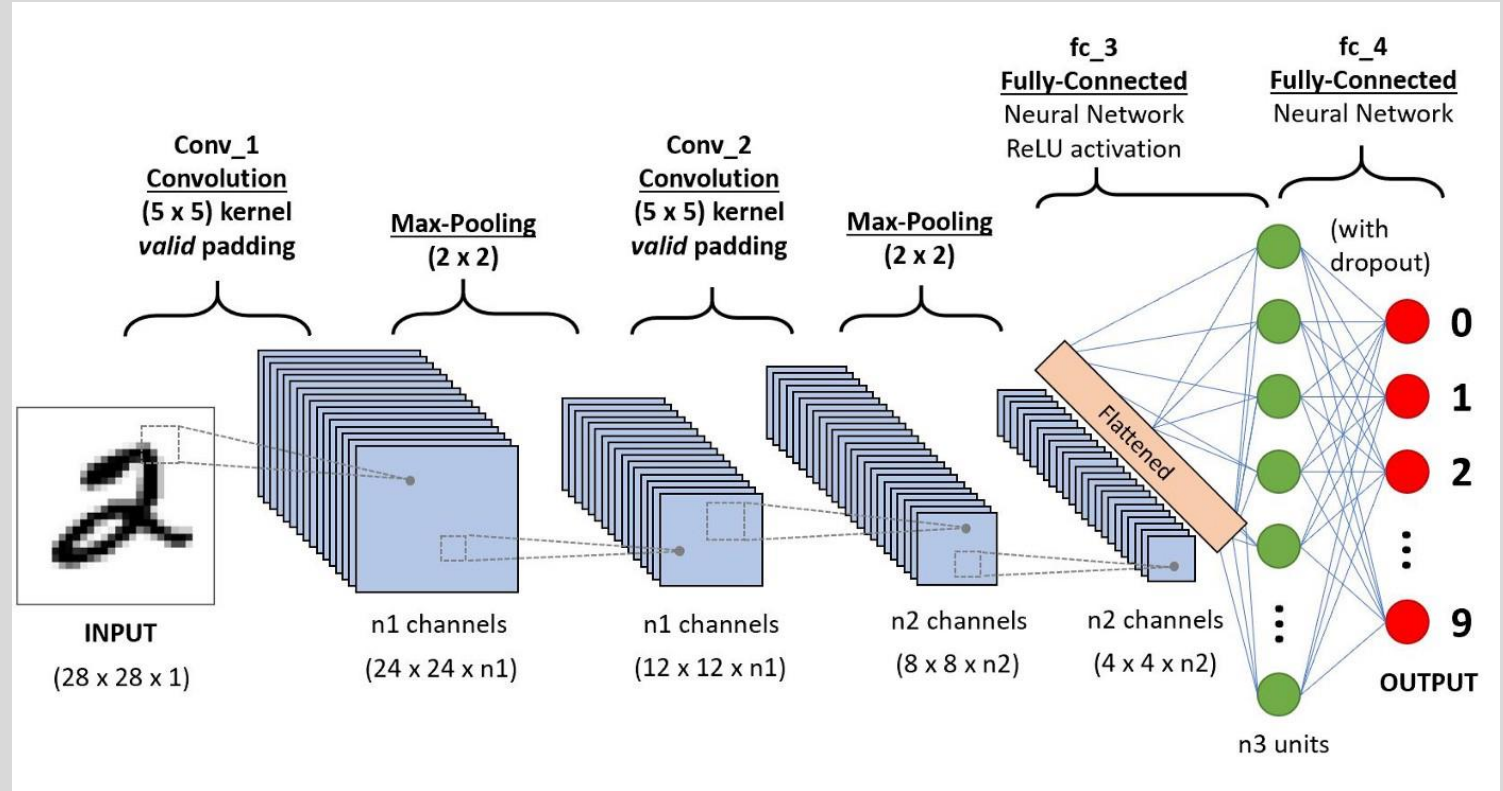 Conv_1
Convolution
(5 x 5) kernel
valid padding
Max-Pooling
(2 x 2)
Conv_2
Convolution
(5 x 5) kernel
valid padding
Max-Pooling
(2 x 2)
fc_3
Fully-Connected
Neural Network
ReLU activation
fc_4
Fully-Connected
Neural Network
(with
dropout)
Flattened
0
1
2
9
OUTPUT
INPUT
(28 x 28 x 1)
n1 channels
(24 x 24 x n1)
n1 channels
(12 x 12 x n1)
n2 channels
(8 x 8 x n2)
n2 channels
(4 x 4 x n2)
n3 units
2